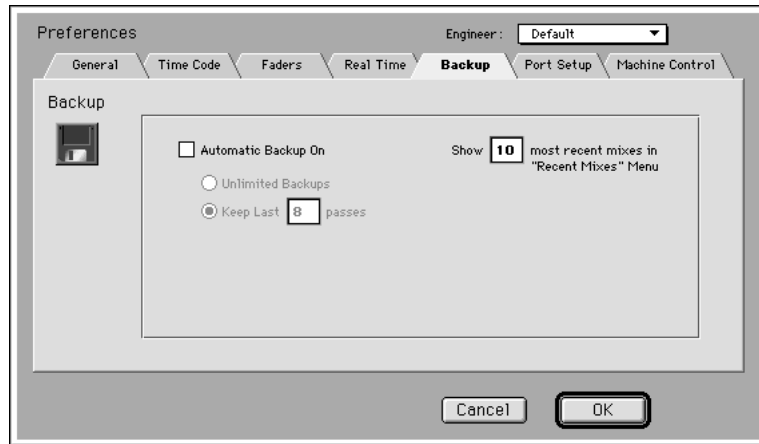 Preferences
Engineer: Default
General Time Code Faders Real Time Backup Port Setup Machine Control
Backup
Automatic Backup On
Show 10 most recent mixes in
"Recent Mixes" Menu
Unlimited Backups
Keep Last 8 passes
Cancel OK